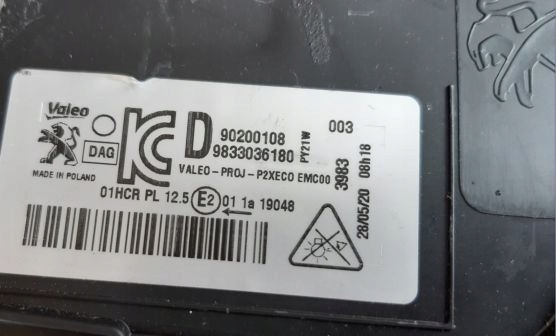 Valeo
DAG
KC
D
90200108
9833036180
PY21W
003
MADE IN POLAND
VALEO - PROJ - P2XECO EMC00
3983
28/05/20 08h18
01HCR PL 12.5 E2 01 1a 19048